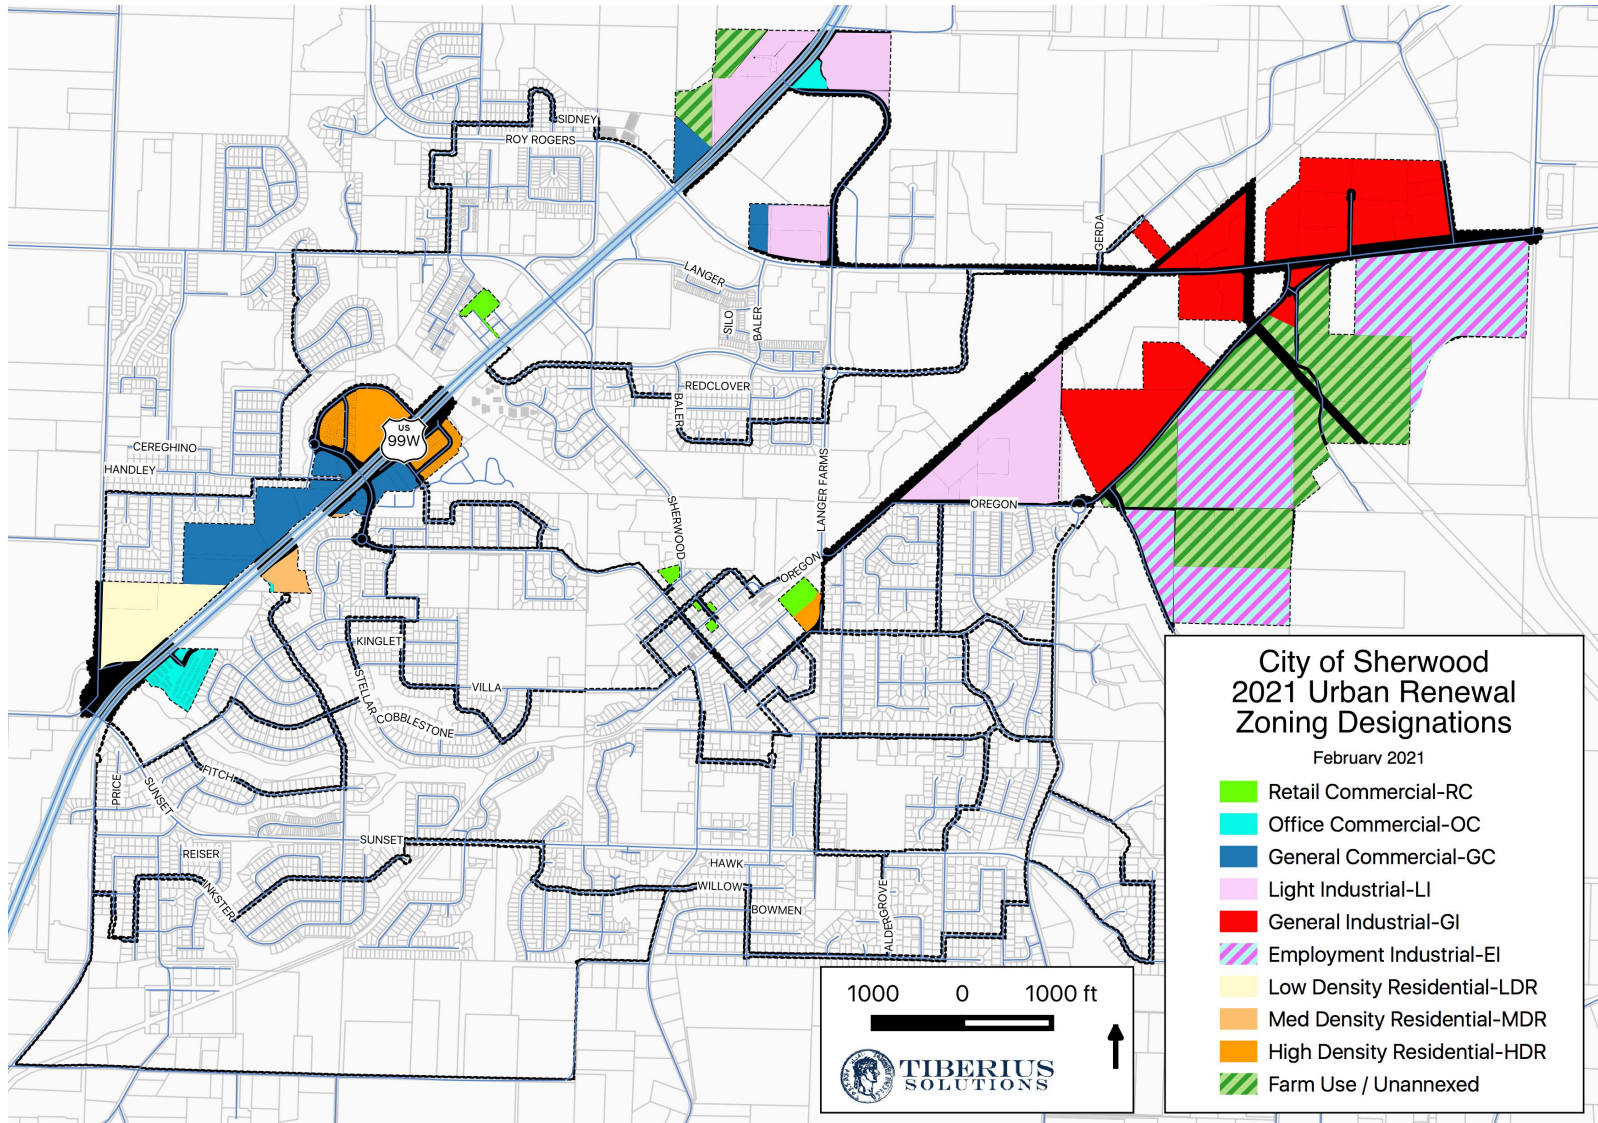 SIDNEY
ROY ROGERS
GERDA
LANGER
SILO
BALER
REDCLOVER
BALER
US
99W
CEREGHINO
HANDLEY
LANGER FARMS
SHERWOOD
OREGON
OREGON
KINGLET
STELLAR
VILLA
COBBLESTONE
PRICE
SUNSET
FITCH
SUNSET
REISER
INKSTER
HAWK
WILLOW
BOWMEN
ALDERGROVE
City of Sherwood
2021 Urban Renewal
Zoning Designations
February 2021
Retail Commercial-RC
Office Commercial-OC
General Commercial-GC
Light Industrial-LI
General Industrial-GI
Employment Industrial-EI
Low Density Residential-LDR
Med Density Residential-MDR
High Density Residential-HDR
Farm Use / Unannexed
1000 0 1000 ft
TIBERIUS
SOLUTIONS